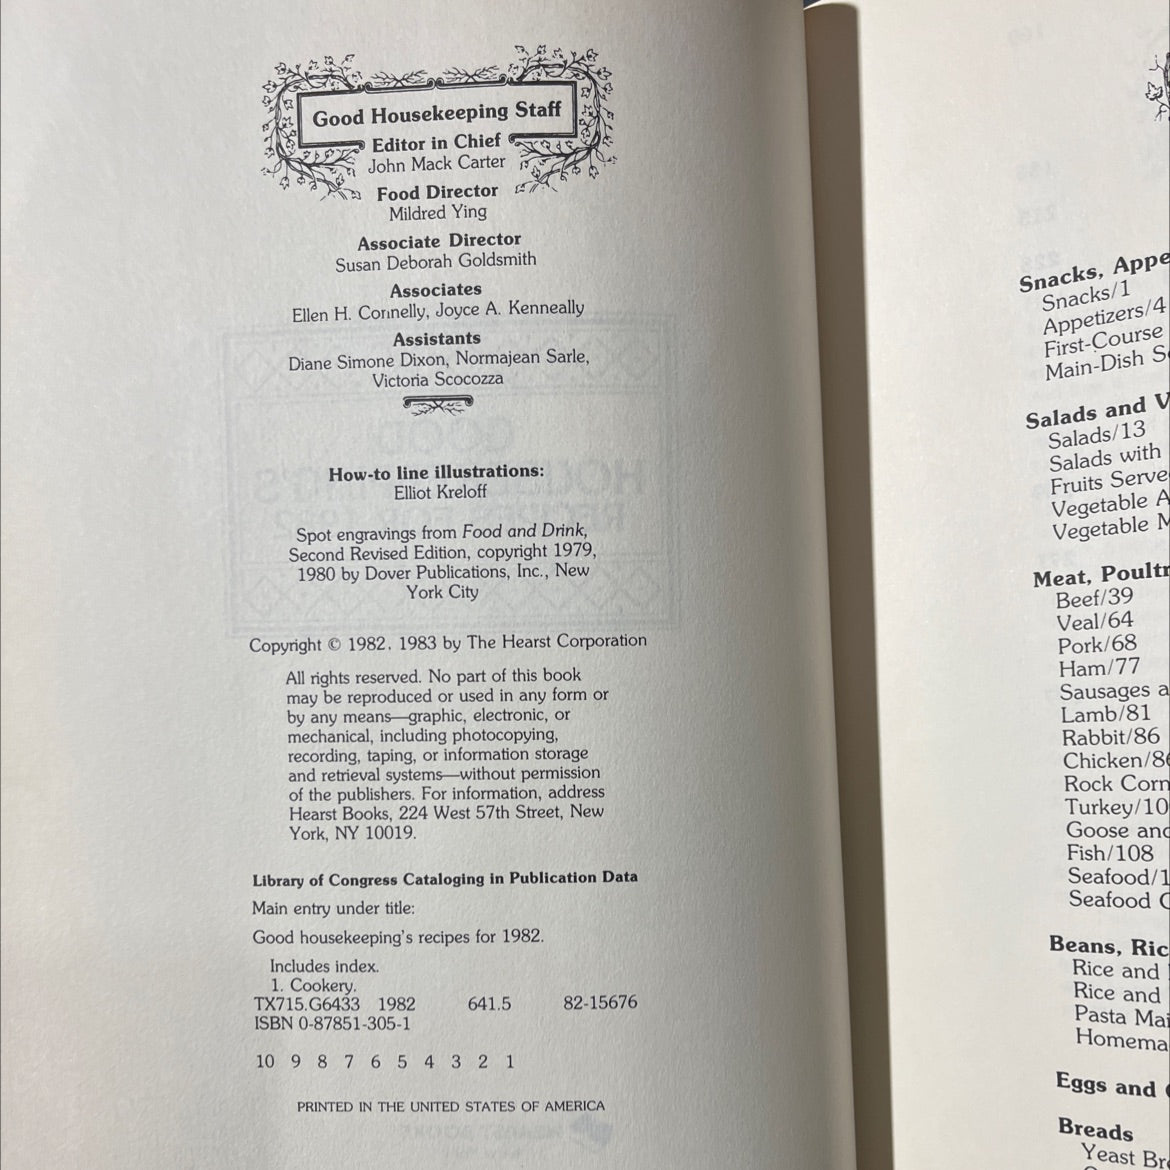 Good Housekeeping Staff
Editor in Chief
John Mack Carter
Food Director
Mildred Ying
Associate Director
Susan Deborah Goldsmith
Associates
Ellen H. Connelly, Joyce A. Kenneally
Assistants
Diane Simone Dixon, Normajean Sarle,
Victoria Scocozza
How-to line illustrations:
Elliot Kreloff
Spot engravings from Food and Drink,
Second Revised Edition, copyright 1979,
1980 by Dover Publications, Inc., New
York City
Copyright © 1982, 1983 by The Hearst Corporation
All rights reserved. No part of this book
may be reproduced or used in any form or
by any means—graphic, electronic, or
mechanical, including photocopying,
recording, taping, or information storage
and retrieval systems—without permission
of the publishers. For information, address
Hearst Books, 224 West 57th Street, New
York, NY 10019.
Library of Congress Cataloging in Publication Data
Main entry under title:
Good housekeeping's recipes for 1982.
Includes index.
1. Cookery.
TX715.G6433 1982 641.5 82-15676
ISBN 0-87851-305-1
10 9 8 7 6 5 4 3 2 1
PRINTED IN THE UNITED STATES OF AMERICA
Snacks, Appe
Snacks/1
Appetizers/4
First-Course
Main-Dish S
Salads and V
Salads/13
Salads with
Fruits Serve
Vegetable A
Vegetable M
Meat, Poultr
Beef/39
Veal/64
Pork/68
Ham/77
Sausages a
Lamb/81
Rabbit/86
Chicken/86
Rock Corn
Turkey/10
Goose and
Fish/108
Seafood/1
Seafood C
Beans, Ric
Rice and
Rice and
Pasta Mai
Homema
Eggs and
Breads
Yeast Bre